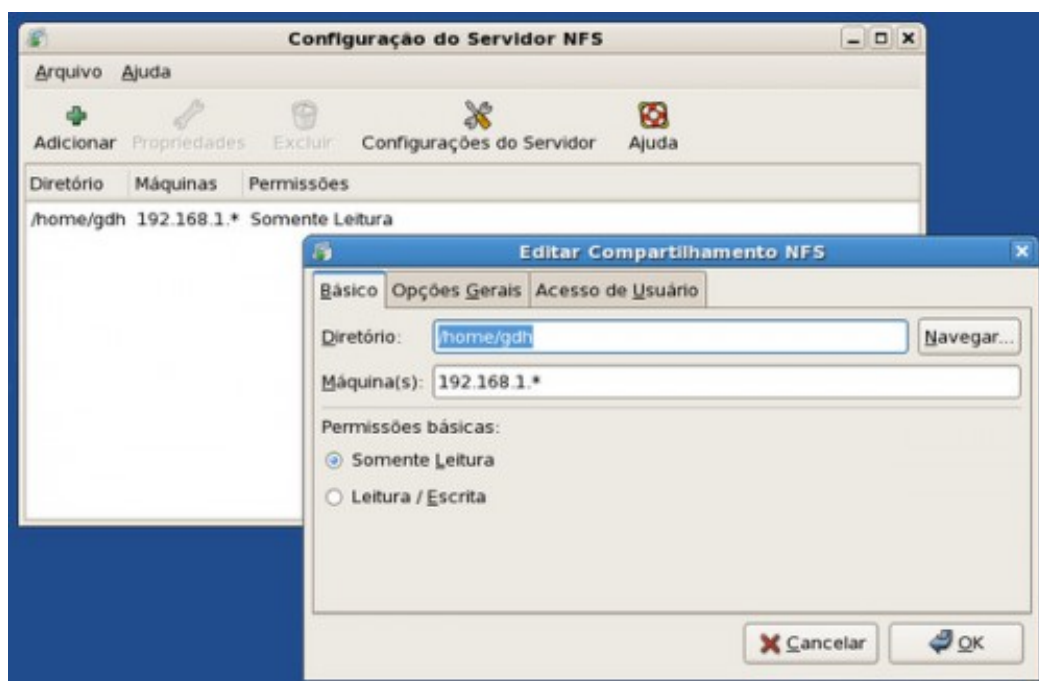 Configuração do Servidor NFS
Arquivo Ajuda
Adicionar Propriedades Excluir Configurações do Servidor Ajuda
Diretório Máquinas Permissões
/home/gdh 192.168.1.* Somente Leitura
Editar Compartilhamento NFS
Básico Opções Gerais Acesso de Usuário
Diretório: /home/gdh Navegar...
Máquina(s): 192.168.1.*
Permissões básicas:
Somente Leitura
Leitura / Escrita
Cancelar OK